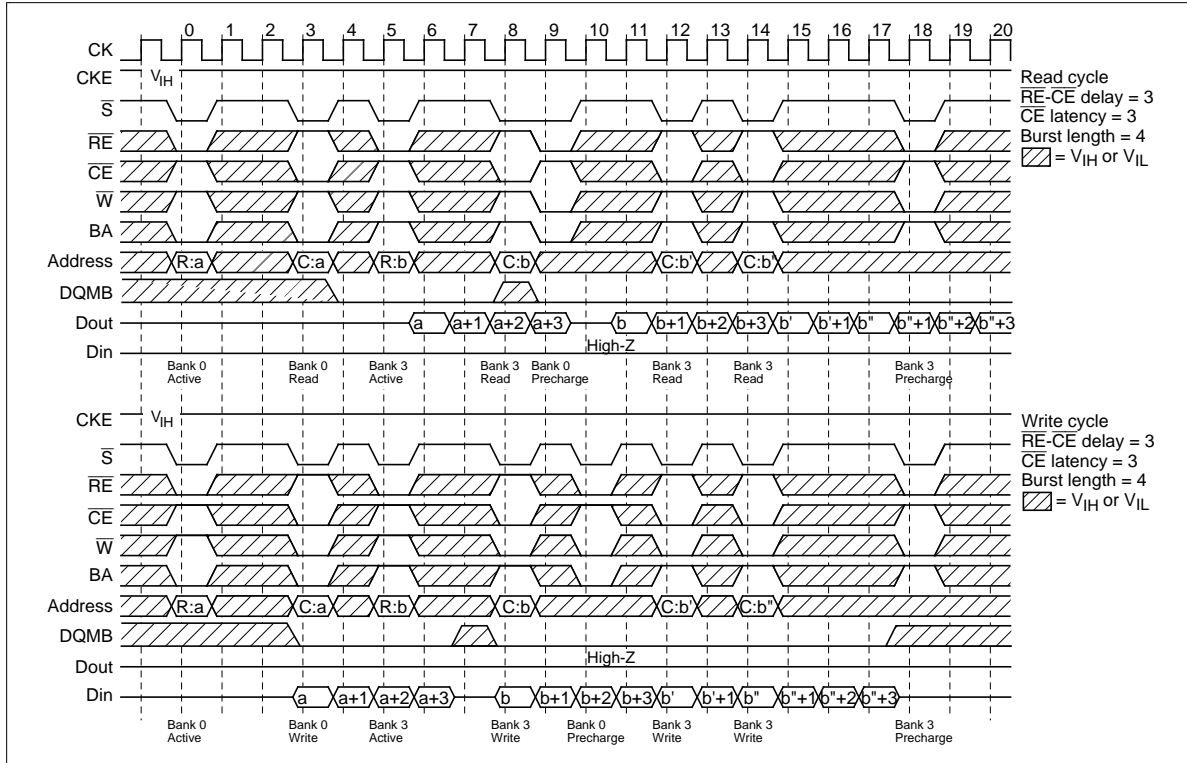 0 1 2 3 4 5 6 7 8 9 10 11 12 13 14 15 16 17 18 19 20
CK
CKE VIH
S
RE
CE
W
BA
Address R:a C:a R:b C:b C:b' C:b"
DQMB
Dout a a+1 a+2 a+3 b b+1 b+2 b+3 b' b'+1 b" b"+1 b"+2 b"+3
High-Z
Din
Bank 0 Active
Bank 0 Read
Bank 3 Active
Bank 3 Read
Bank 0 Precharge
Bank 3 Read
Bank 3 Read
Bank 3 Precharge
Read cycle
RE-CE delay = 3
CE latency = 3
Burst length = 4
= VIH or VIL
CKE VIH
S
RE
CE
W
BA
Address R:a C:a R:b C:b C:b' C:b"
DQMB
High-Z
Dout
Din a a+1 a+2 a+3 b b+1 b+2 b+3 b' b'+1 b" b"+1 b"+2 b"+3
Bank 0 Active
Bank 0 Write
Bank 3 Active
Bank 3 Write
Bank 0 Precharge
Bank 3 Write
Bank 3 Write
Bank 3 Precharge
Write cycle
RE-CE delay = 3
CE latency = 3
Burst length = 4
= VIH or VIL